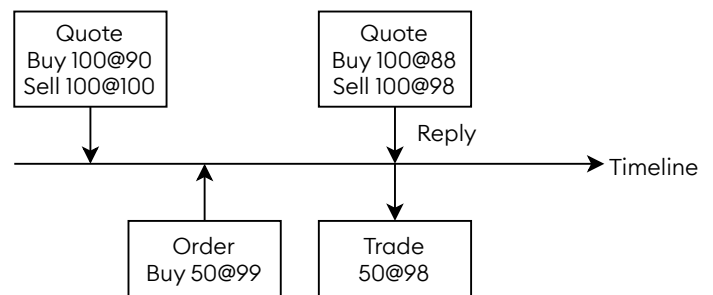 Quote
Buy 100@90
Sell 100@100
Quote
Buy 100@88
Sell 100@98
Reply
Timeline
Order
Buy 50@99
Trade
50@98